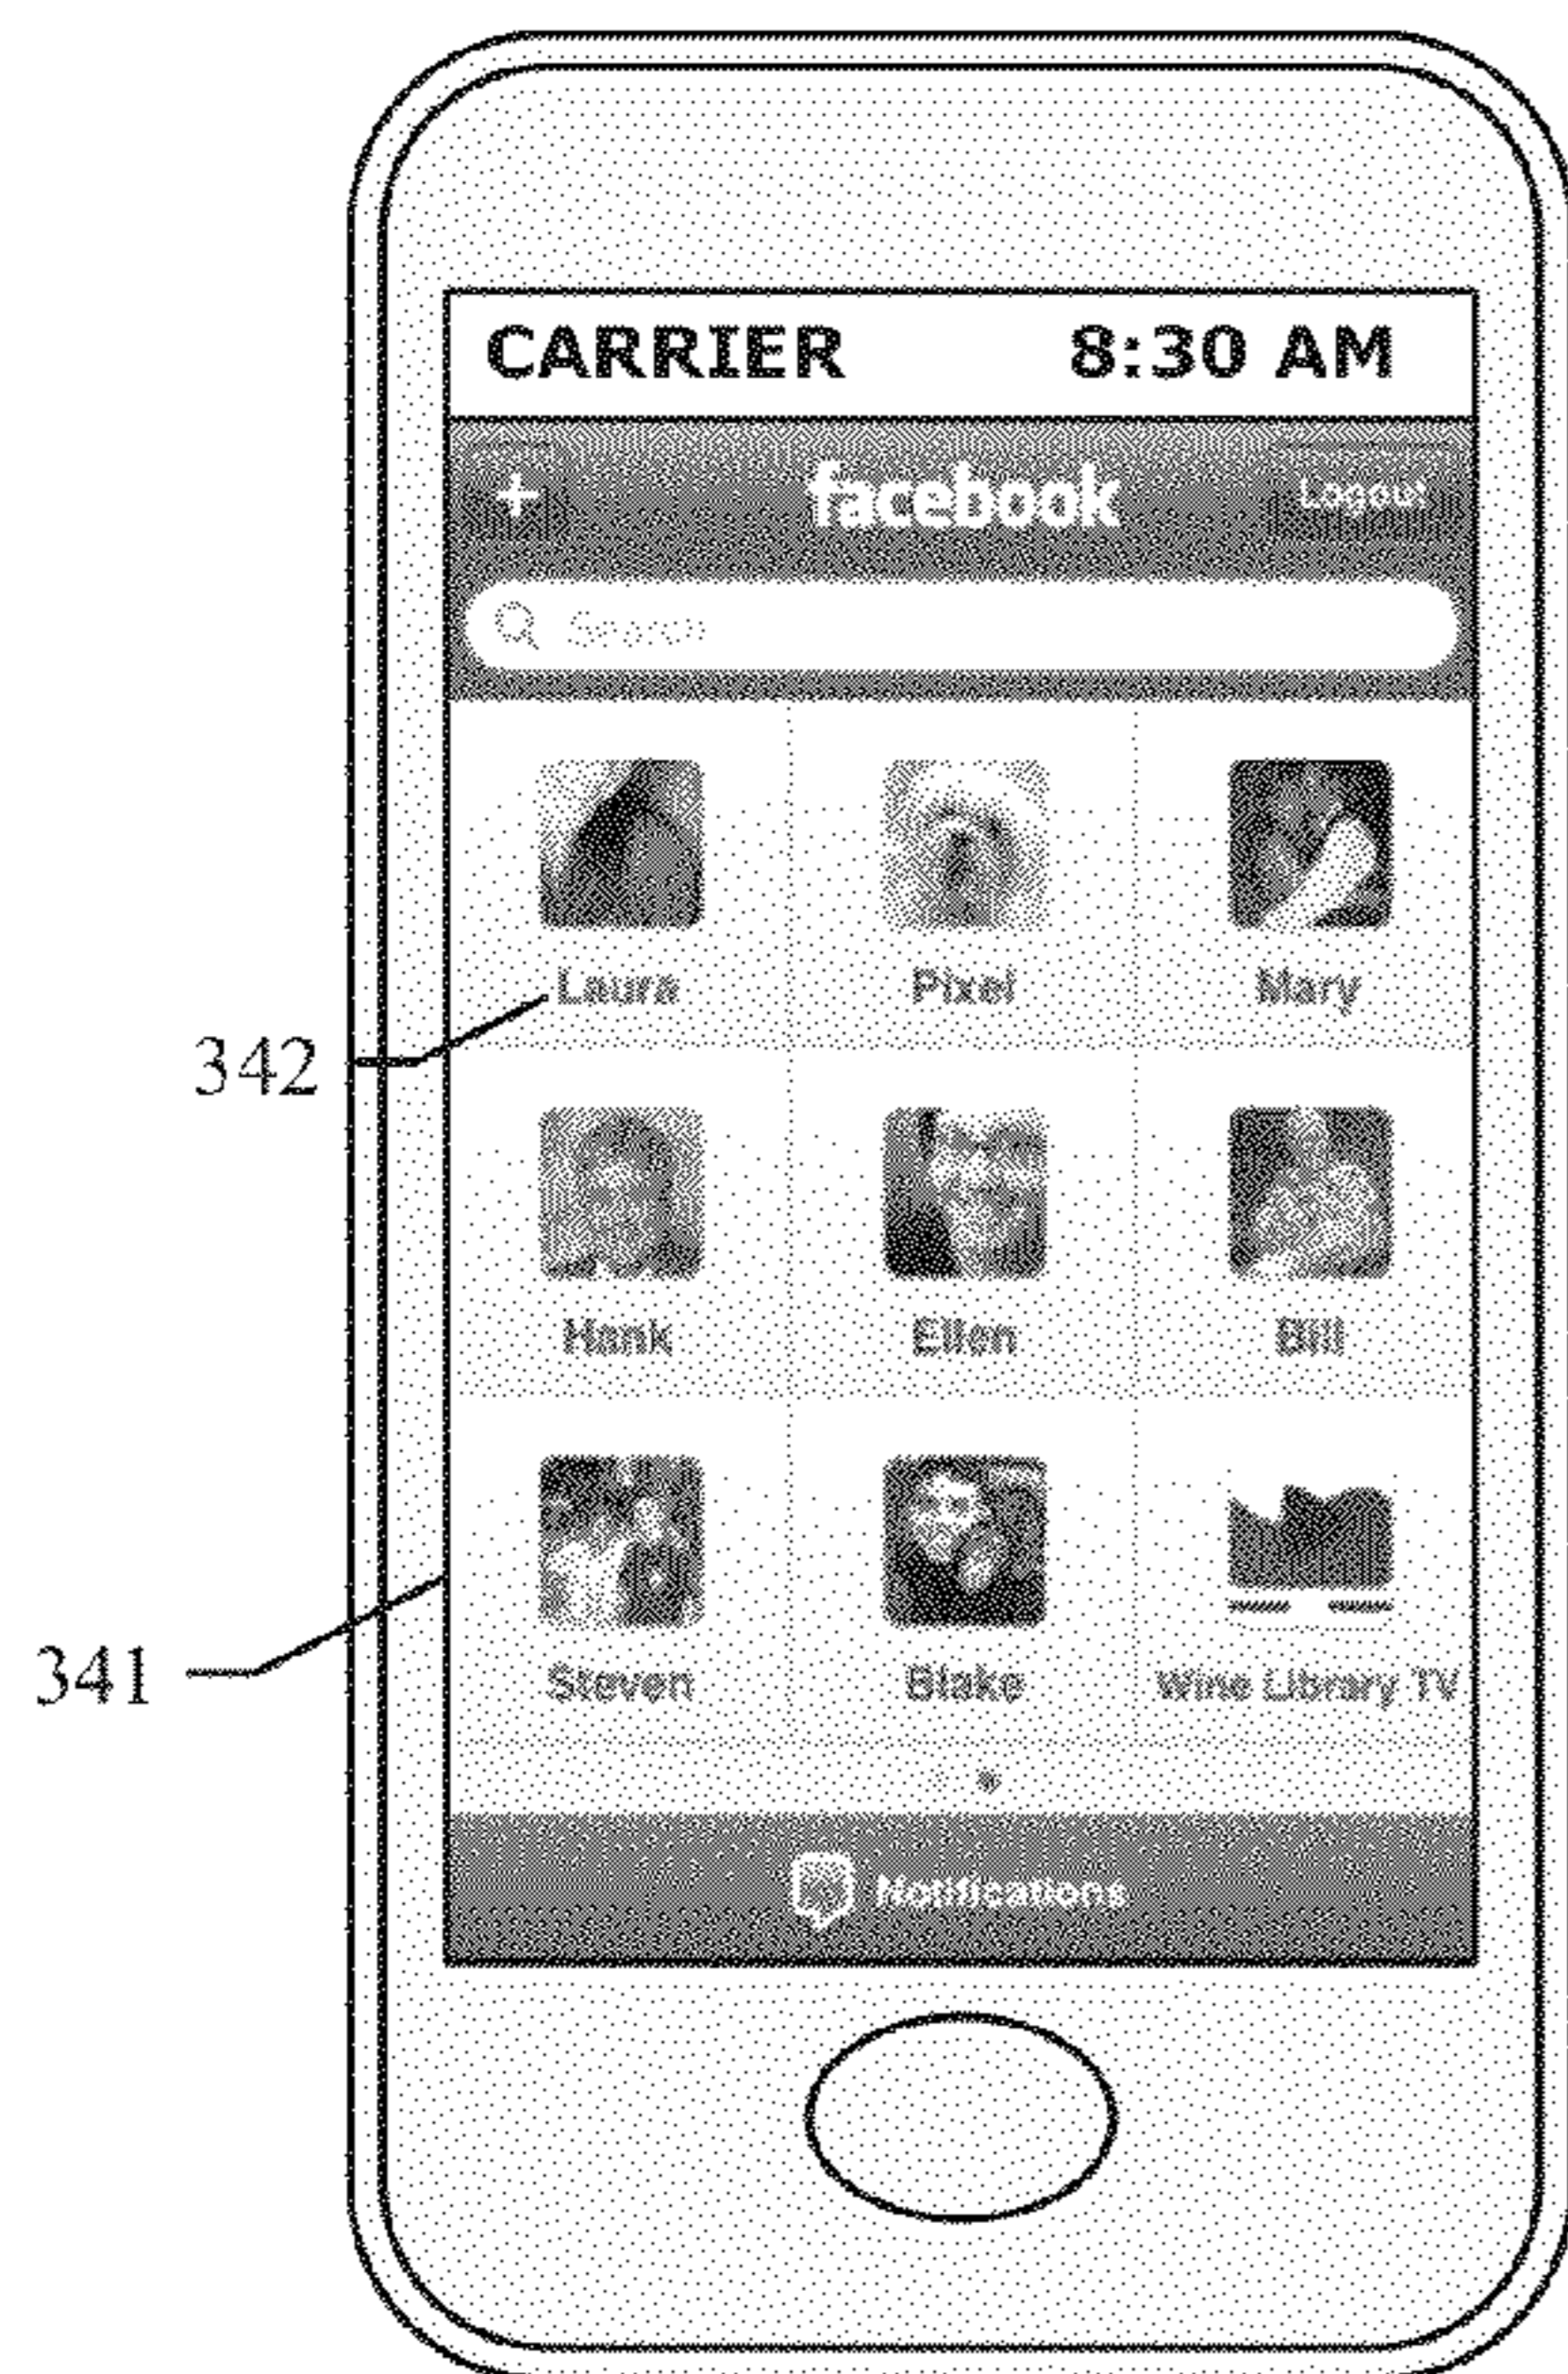 CARRIER 8:30 AM
+ facebook Logout
Search
Laura Pixel Mary
342
Hank Ellen Bill
341
Steven Blake Wine Library TV
Notifications